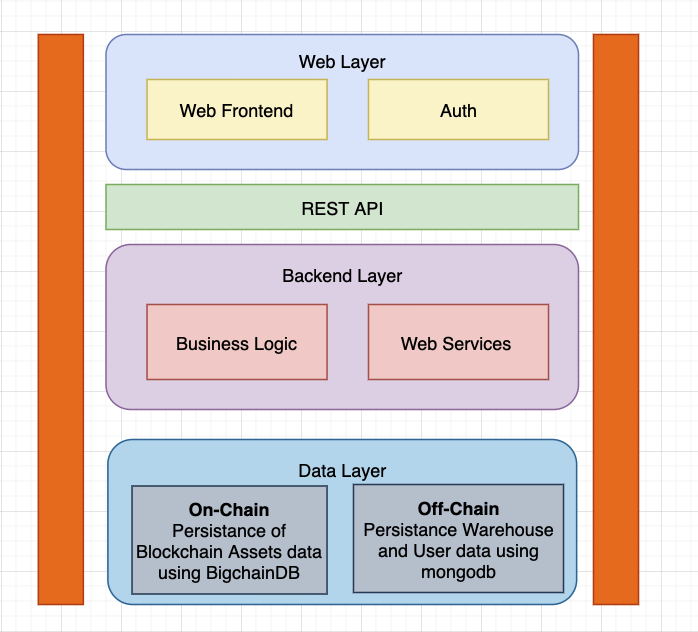 Web Layer
Web Frontend
Auth
REST API
Backend Layer
Business Logic
Web Services
Data Layer
On-Chain
Persistance of
Blockchain Assets data
using BigchainDB
Off-Chain
Persistance Warehouse
and User data using
mongodb